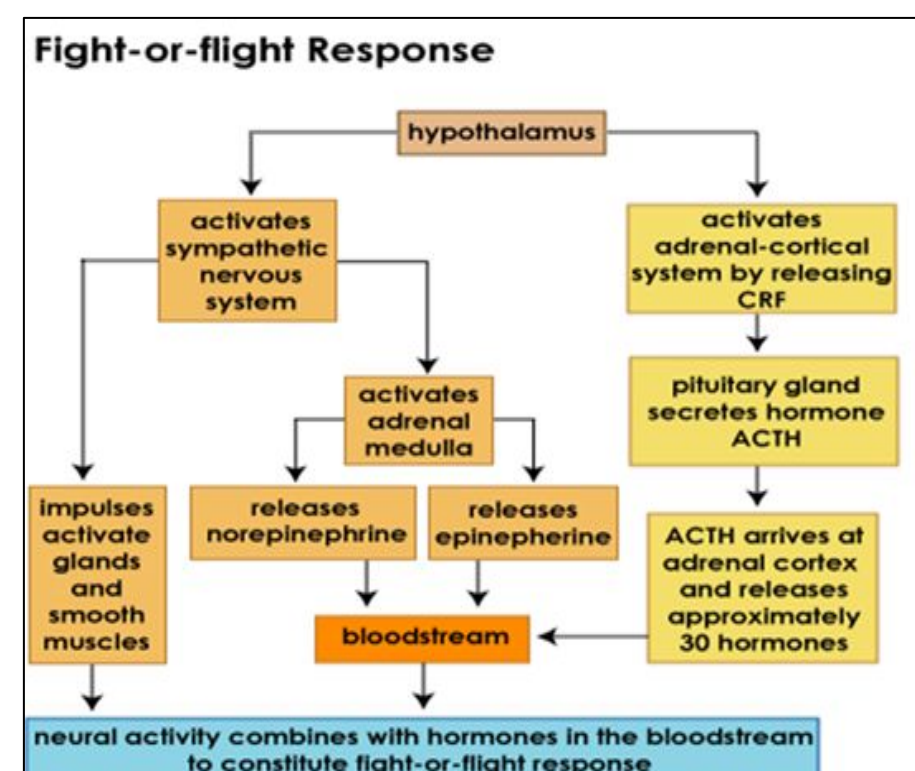 Fight-or-flight Response
hypothalamus
activates
sympathetic
nervous
system
activates
adrenal-cortical
system by releasing
CRF
activates
adrenal
medulla
pituitary gland
secretes hormone
ACTH
impulses
activate
glands
and
smooth
muscles
releases
norepinephrine
releases
epinepherine
ACTH arrives at
adrenal cortex
and releases
approximately
30 hormones
bloodstream
neural activity combines with hormones in the bloodstream
to constitute fight-or-flight response